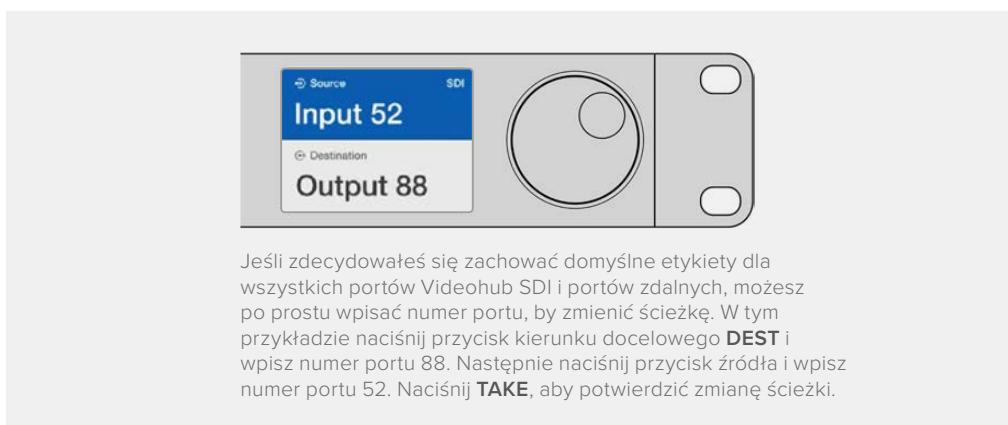 Source SDI
Input 52
Destination
Output 88
Jeśli zdecydowałeś się zachować domyślne etykiety dla
wszystkich portów Videohub SDI i portów zdalnych, możesz
po prostu wpisać numer portu, by zmienić ścieżkę. W tym
przykładzie naciśnij przycisk kierunku docelowego DEST i
wpisz numer portu 88. Następnie naciśnij przycisk źródła i wpisz
numer portu 52. Naciśnij TAKE, aby potwierdzić zmianę ścieżki.